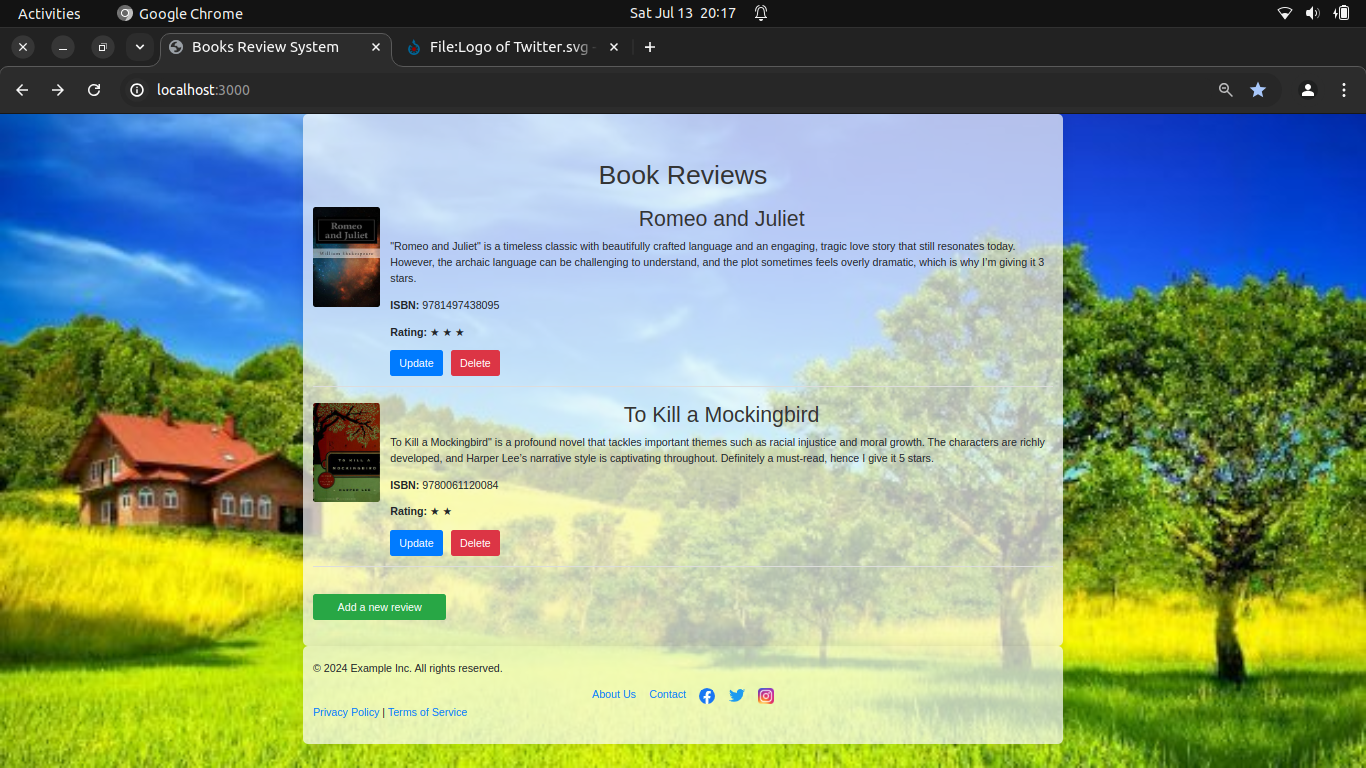 Activities
Google Chrome
Sat Jul 13 20:17
Books Review System
File:Logo of Twitter.svg -
localhost:3000
Book Reviews
Romeo
and Juliet
William Shakespeare
Romeo and Juliet
"Romeo and Juliet" is a timeless classic with beautifully crafted language and an engaging, tragic love story that still resonates today.
However, the archaic language can be challenging to understand, and the plot sometimes feels overly dramatic, which is why I'm giving it 3
stars.
ISBN: 9781497438095
Rating: ★ ★ ★
Update Delete
TO KILL A
MOCKINGBIRD
HARPER LEE
To Kill a Mockingbird
To Kill a Mockingbird" is a profound novel that tackles important themes such as racial injustice and moral growth. The characters are richly
developed, and Harper Lee's narrative style is captivating throughout. Definitely a must-read, hence I give it 5 stars.
ISBN: 9780061120084
Rating: ★ ★
Update Delete
Add a new review
© 2024 Example Inc. All rights reserved.
About Us Contact
Privacy Policy | Terms of Service